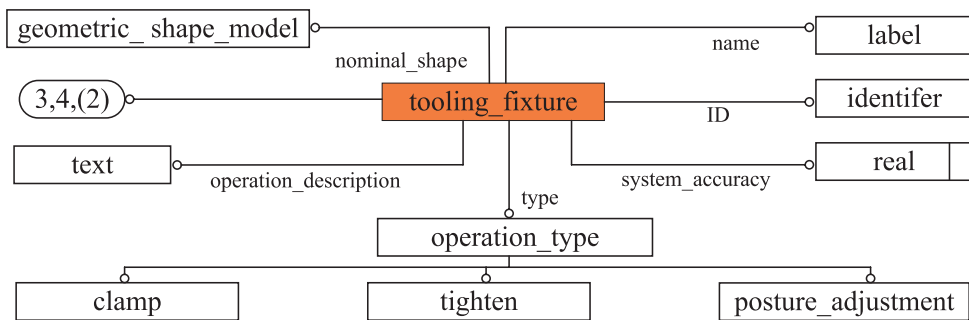 geometric_ shape_model
name
label
nominal_shape
3,4,(2)
tooling_fixture
ID
identifer
text
operation_description
system_accuracy
real
type
operation_type
clamp
tighten
posture_adjustment